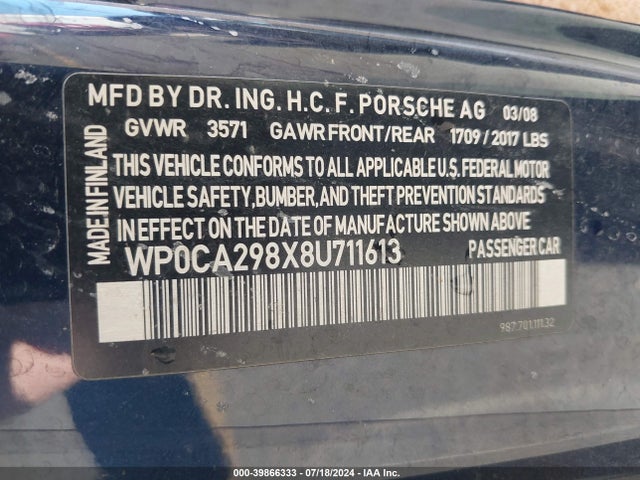 MFD BY DR. ING. H.C. F. PORSCHE AG 03/08
GVWR 3571 GAWR FRONT/REAR 1709 / 2017 LBS
THIS VEHICLE CONFORMS TO ALL APPLICABLE U.S. FEDERAL MOTOR
VEHICLE SAFETY, BUMPER, AND THEFT PREVENTION STANDARDS
IN EFFECT ON THE DATE OF MANUFACTURE SHOWN ABOVE
WP0CA298X8U711613 PASSENGER CAR
MADE IN FINLAND
987.701.111.32
000-39866333 - 07/18/2024 - IAA Inc.